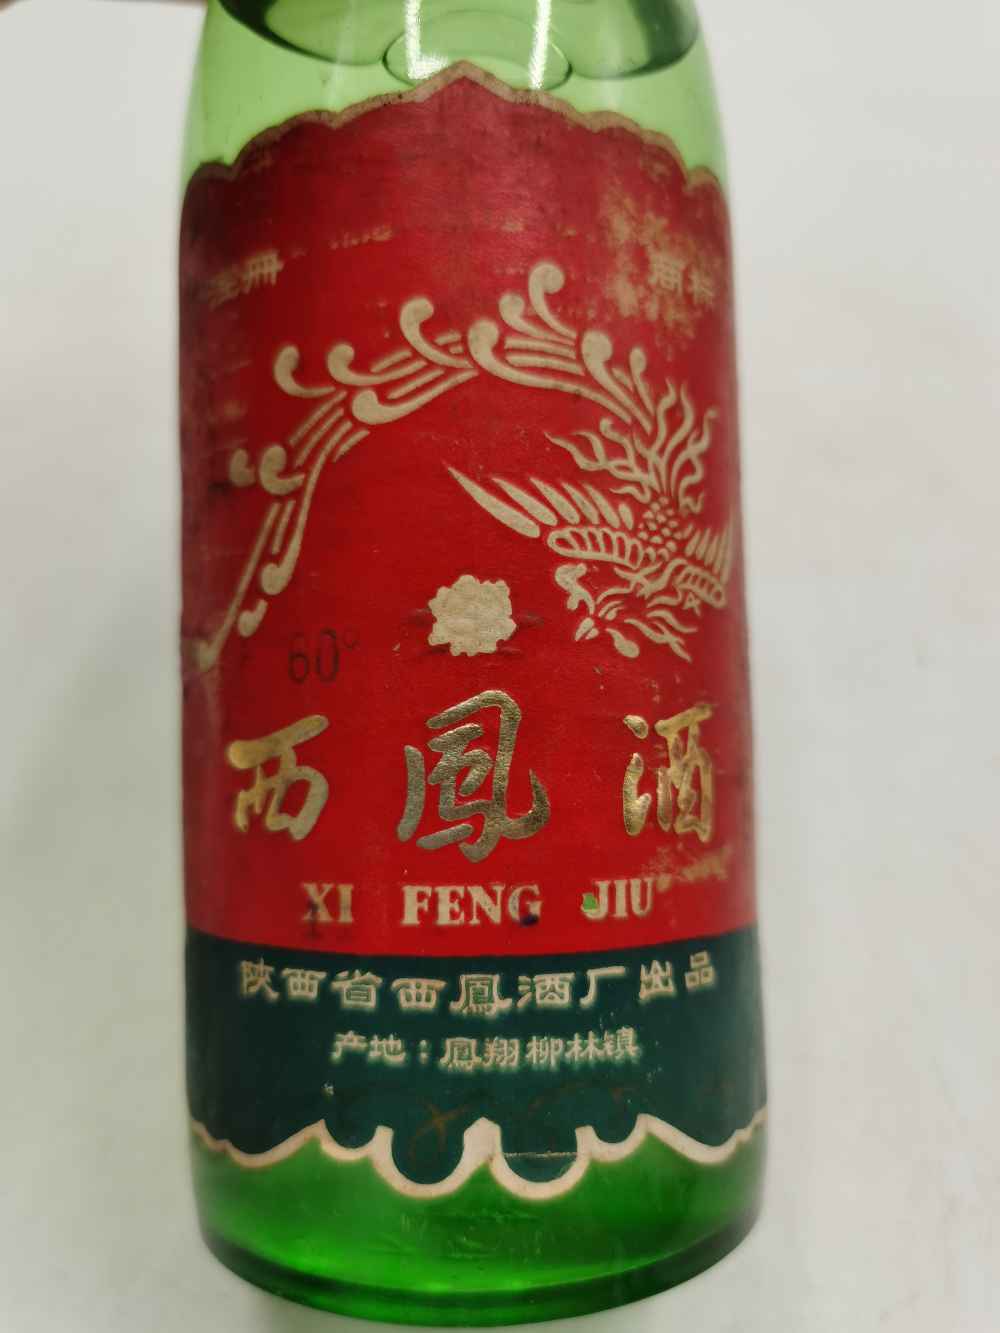 注册 商标
60°
西鳳酒
XI FENG JIU
陕西省西鳳酒厂出品
产地：鳳翔柳林镇